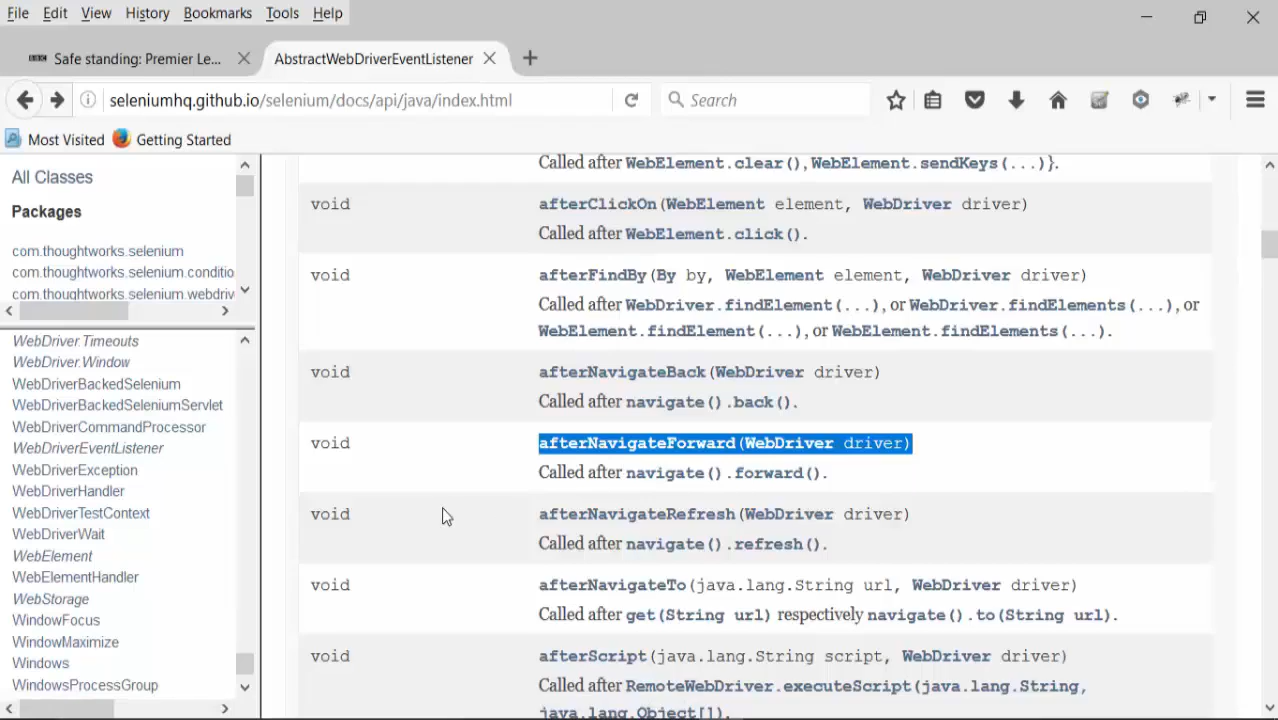 File Edit View History Bookmarks Tools Help
Safe standing: Premier Le...
AbstractWebDriverEventListener
seleniumhq.github.io/selenium/docs/api/java/index.html
Search
Most Visited Getting Started
All Classes
Packages
com.thoughtworks.selenium
com.thoughtworks.selenium.conditio
com.thoughtworks.selenium.webdriv
WebDriver.Timeouts
WebDriver.Window
WebDriverBackedSelenium
WebDriverBackedSeleniumServlet
WebDriverCommandProcessor
WebDriverEventListener
WebDriverException
WebDriverHandler
WebDriverTestContext
WebDriverWait
WebElement
WebElementHandler
WebStorage
WindowFocus
WindowMaximize
Windows
WindowsProcessGroup
Called after WebElement.clear(), WebElement.sendKeys(...)}.
void afterClickOn(WebElement element, WebDriver driver)
Called after WebElement.click().
void afterFindBy(By by, WebElement element, WebDriver driver)
Called after WebDriver.findElement(...), or WebDriver.findElements(...), or
WebElement.findElement(...), or WebElement.findElements(...).
void afterNavigateBack(WebDriver driver)
Called after navigate().back().
void afterNavigateForward(WebDriver driver)
Called after navigate().forward().
void afterNavigateRefresh(WebDriver driver)
Called after navigate().refresh().
void afterNavigateTo(java.lang.String url, WebDriver driver)
Called after get(String url) respectively navigate().to(String url).
void afterScript(java.lang.String script, WebDriver driver)
Called after RemoteWebDriver.executeScript(java.lang.String,
java.lang.Object[]).